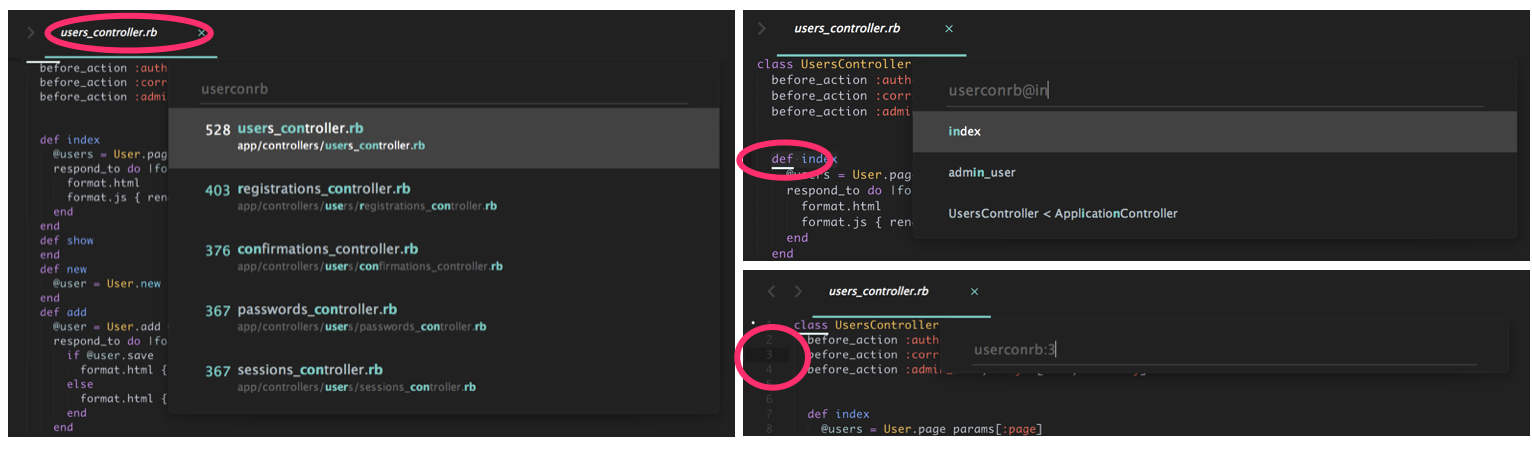 users_controller.rb ×
before_action :auth
before_action :corr
before_action :admi
def index
@users = User.pag
respond_to do |fo
format.html
format.js { ren
end
end
def show
end
def new
@user = User.new
end
def add
@user = User.add
respond_to do |fo
if @user.save
format.html {
else
format.html {
end
end
userconrb
528 users_controller.rb
app/controllers/users_controller.rb
403 registrations_controller.rb
app/controllers/users/registrations_controller.rb
376 confirmations_controller.rb
app/controllers/users/confirmations_controller.rb
367 passwords_controller.rb
app/controllers/users/passwords_controller.rb
367 sessions_controller.rb
app/controllers/users/sessions_controller.rb
users_controller.rb ×
class UsersController
before_action :auth
before_action :corr
before_action :admi
def index
@users = User.page
respond_to do |fo
format.html
format.js { ren
end
end
userconrb@in
index
admin_user
UsersController < ApplicationController
users_controller.rb ×
1 class UsersController
2 before_action :auth
3 before_action :corr
4 before_action :admin
userconrb:3
6
7 def index
8 @users = User.page params[:page]